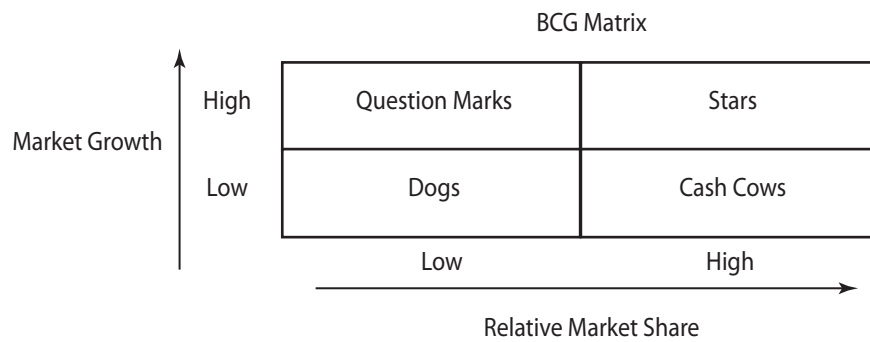 BCG Matrix
High
Question Marks
Stars
Market Growth
Low
Dogs
Cash Cows
Low
High
Relative Market Share